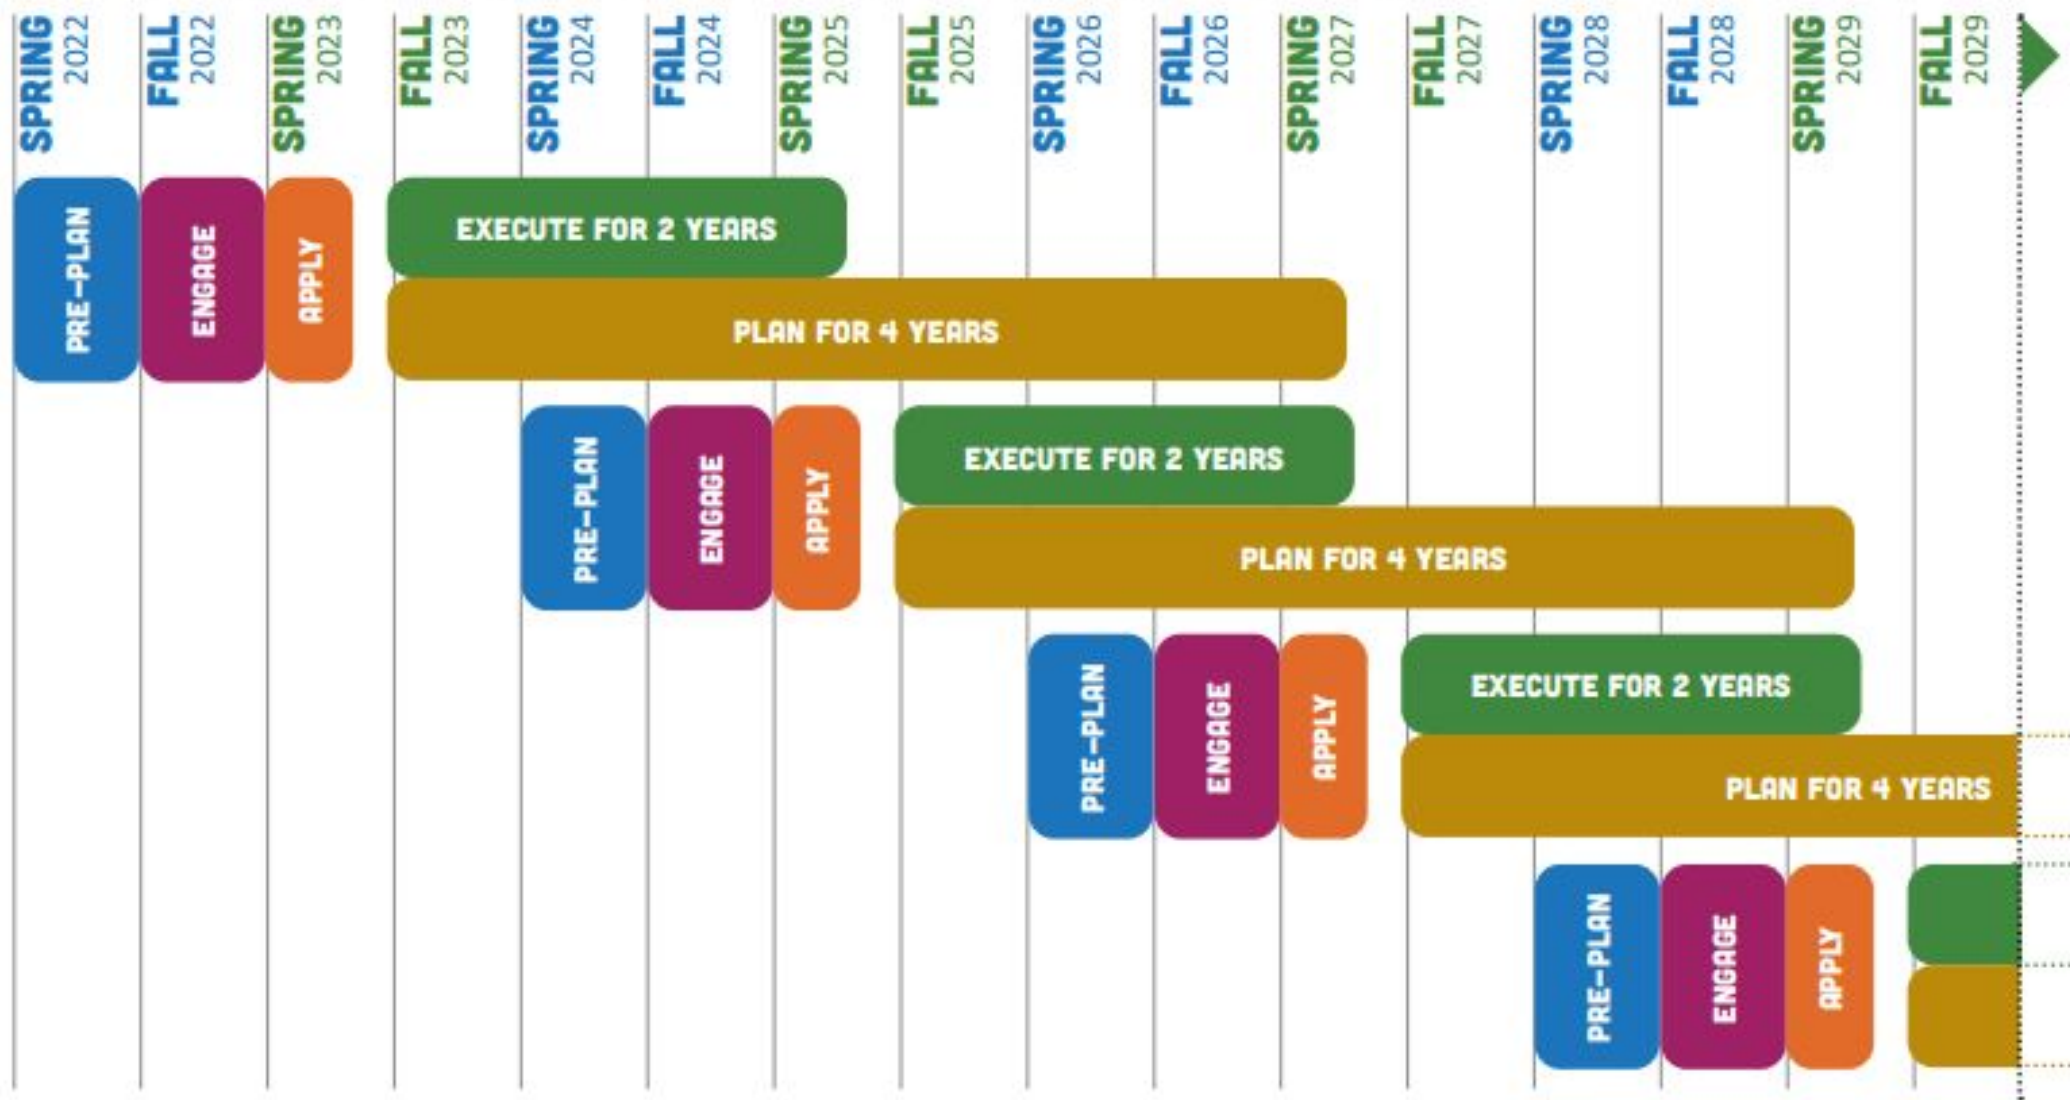 SPRING
2022
FALL
2022
SPRING
2023
FALL
2023
SPRING
2024
FALL
2024
SPRING
2025
FALL
2025
SPRING
2026
FALL
2026
SPRING
2027
FALL
2027
SPRING
2028
FALL
2028
SPRING
2029
FALL
2029
PRE-PLAN
ENGAGE
APPLY
EXECUTE FOR 2 YEARS
PLAN FOR 4 YEARS
PRE-PLAN
ENGAGE
APPLY
EXECUTE FOR 2 YEARS
PLAN FOR 4 YEARS
PRE-PLAN
ENGAGE
APPLY
EXECUTE FOR 2 YEARS
PLAN FOR 4 YEARS
PRE-PLAN
ENGAGE
APPLY